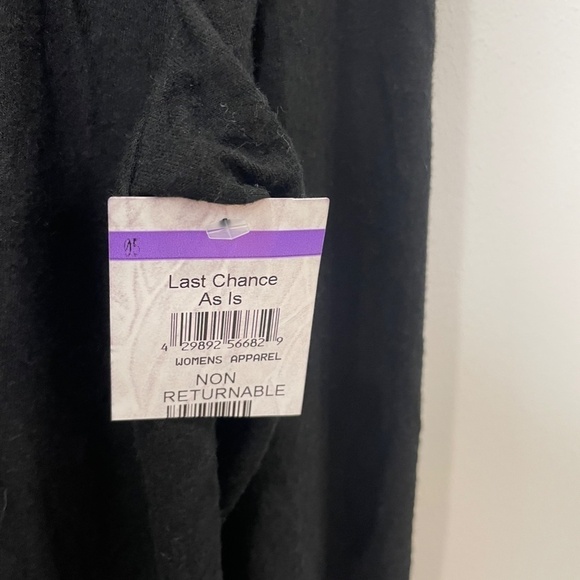 Last Chance
As Is
4 29892 56682 9
WOMENS APPAREL
NON
RETURNABLE